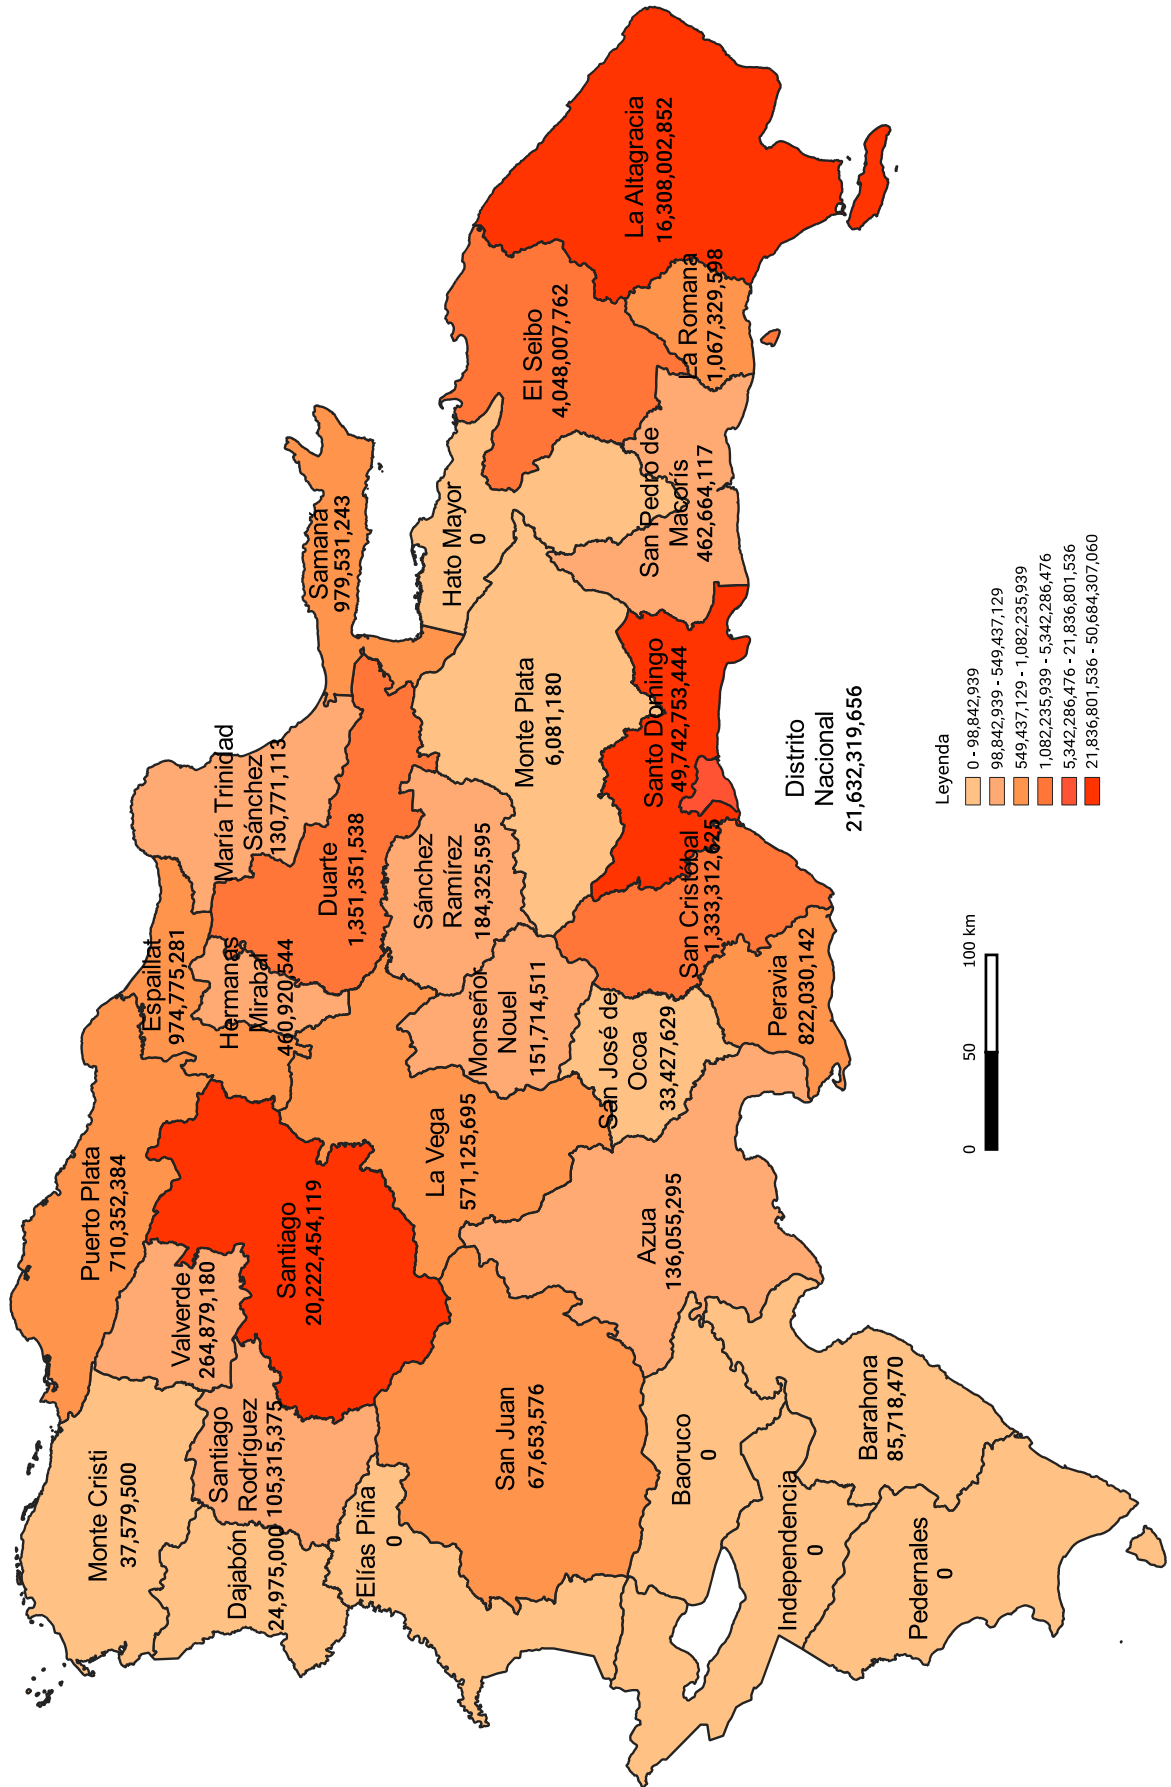 Monte Cristi
37,579,500
Puerto Plata
710,352,384
Espaillat
974,775,281
María Trinidad
Sánchez
130,771,113
Samaná
979,531,243
Valverde
264,879,180
Santiago
Rodríguez
105,315,375
Dajabón
24,975,000
Santiago
20,222,454,119
Hermanas
Mirabal
460,920,544
Duarte
1,351,351,538
Elías Piña
0
La Vega
571,125,695
Sánchez
Ramírez
184,325,595
Hato Mayor
0
El Seibo
4,048,007,762
La Altagracia
16,308,002,852
San Juan
67,653,576
Monseñor
Nouel
151,714,511
Monte Plata
6,081,180
Azua
136,055,295
San José de
Ocoa
33,427,629
San Cristóbal
1,333,312,625
Santo Domingo
49,742,753,444
San Pedro de
Macorís
462,664,117
La Romana
1,067,329,598
Baoruco
0
Peravia
822,030,142
Distrito
Nacional
21,632,319,656
Independencia
0
Barahona
85,718,470
Pedernales
0
0 50 100 km
Leyenda
0 - 98,842,939
98,842,939 - 549,437,129
549,437,129 - 1,082,235,939
1,082,235,939 - 5,342,286,476
5,342,286,476 - 21,836,801,536
21,836,801,536 - 50,684,307,060